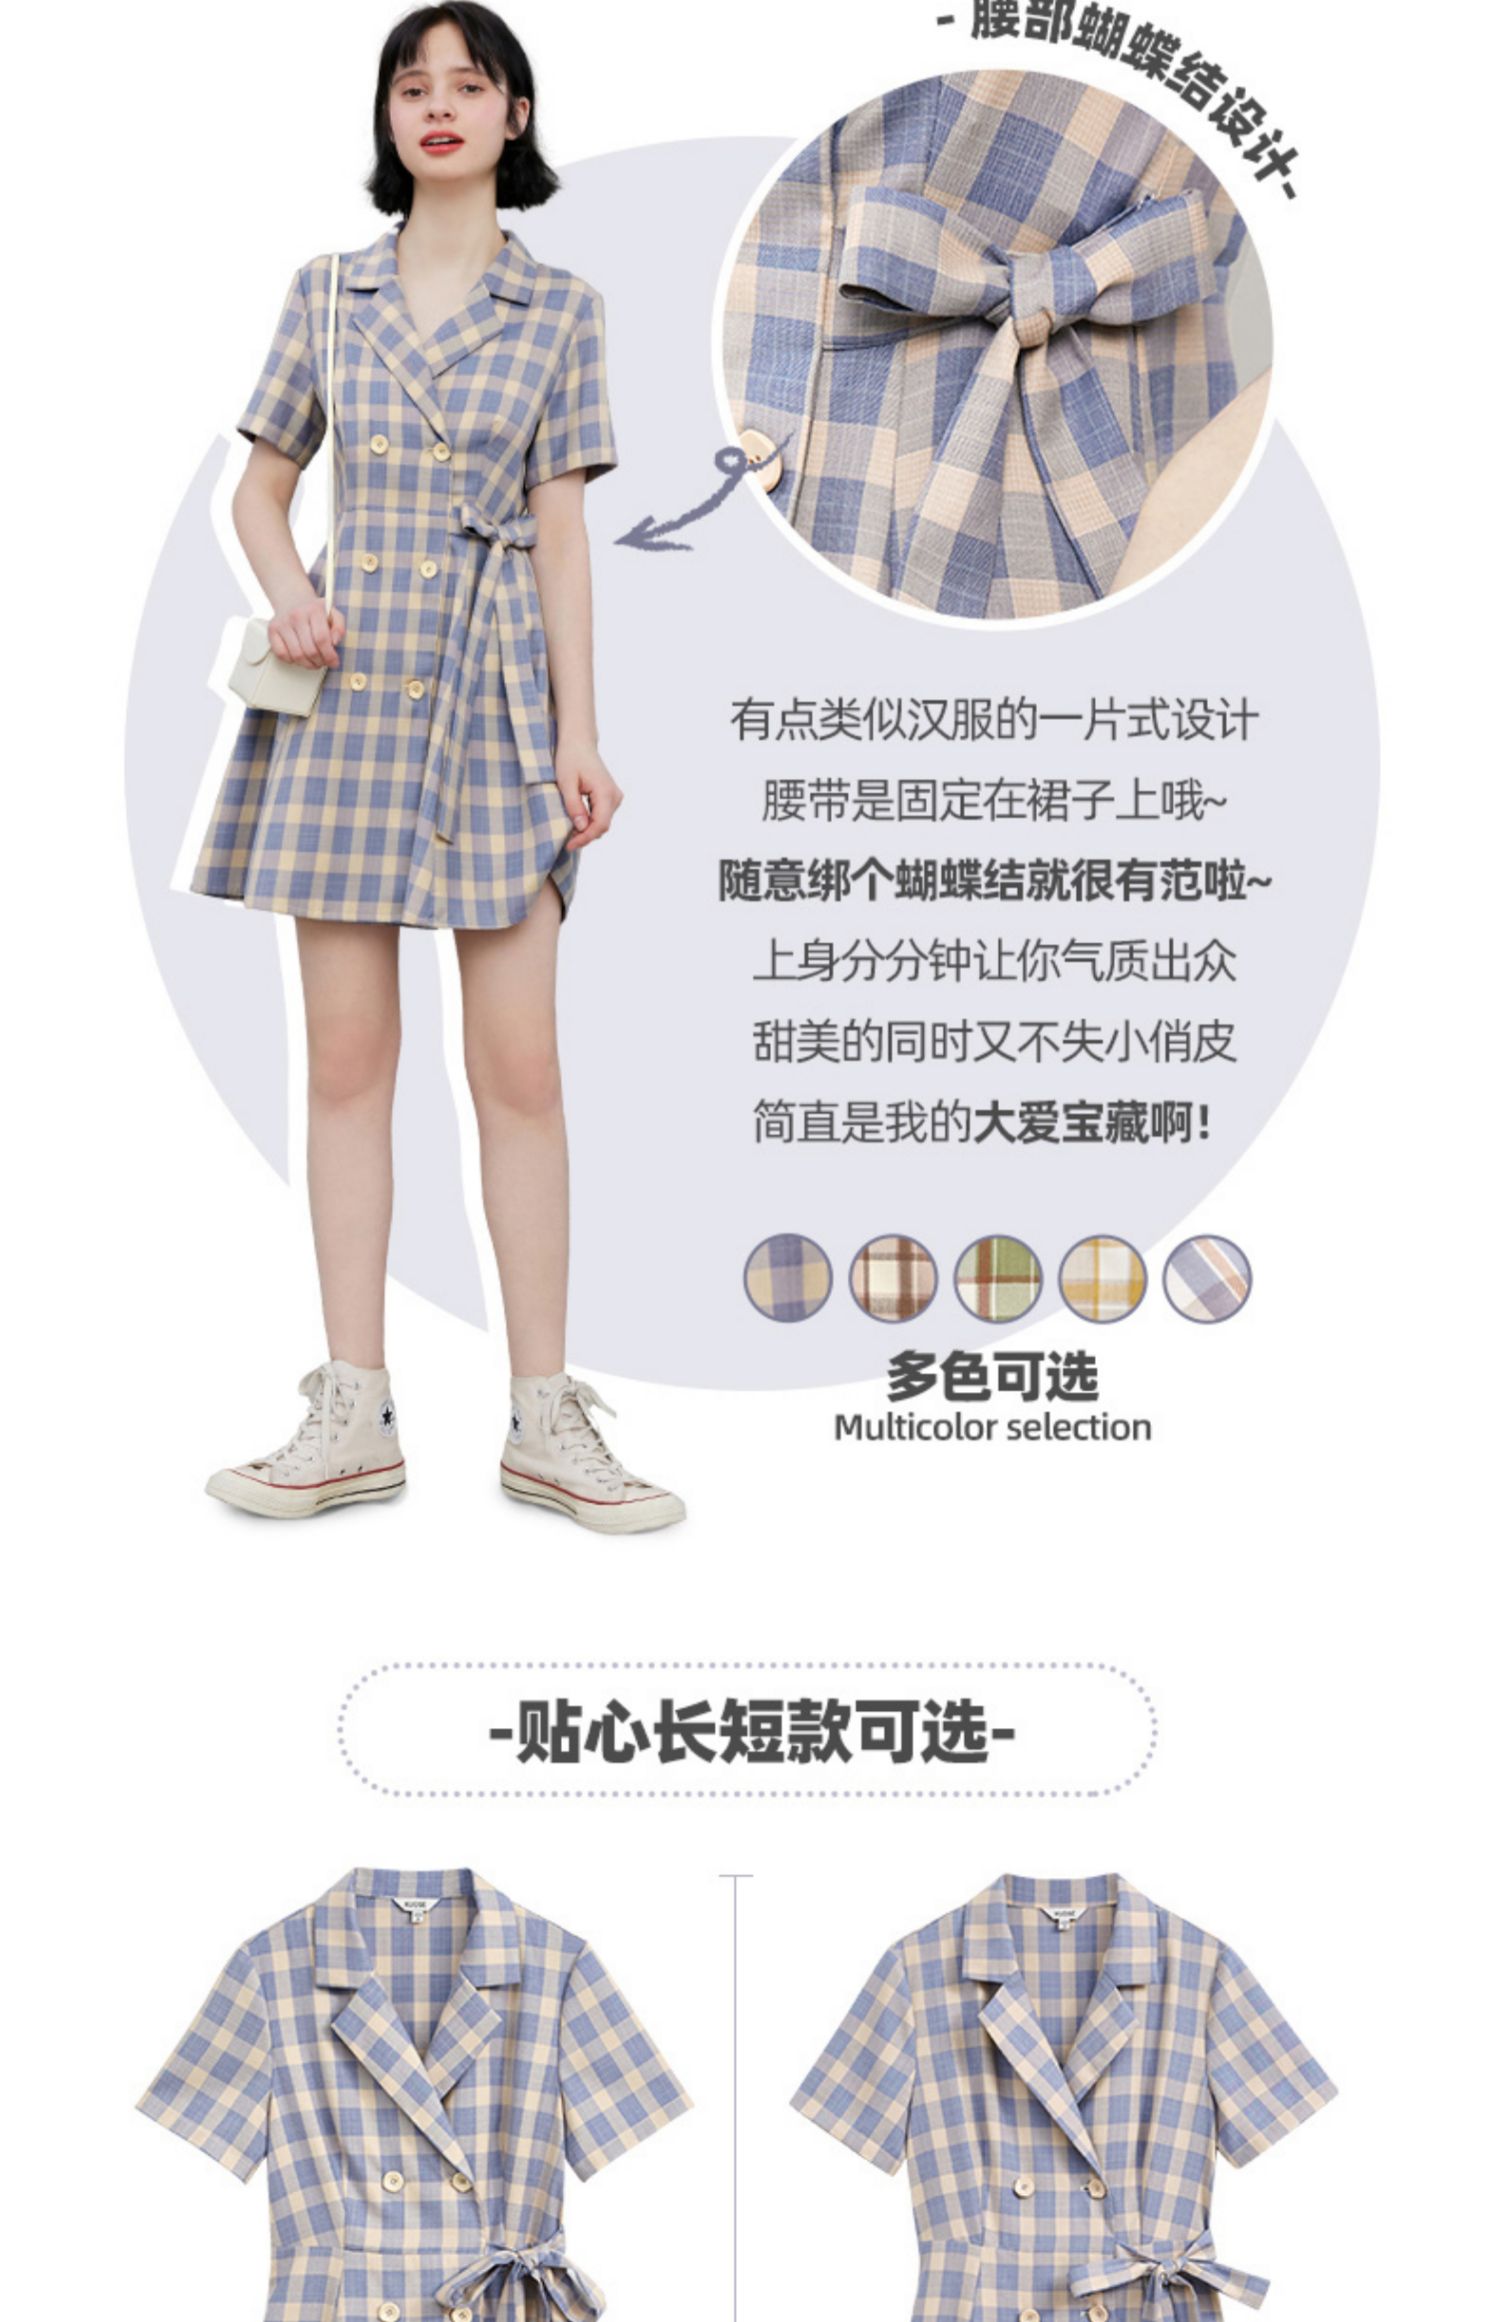 - 腰部蝴蝶结设计-
有点类似汉服的一片式设计
腰带是固定在裙子上哦~
随意绑个蝴蝶结就很有范啦~
上身分分钟让你气质出众
甜美的同时又不失小俏皮
简直是我的大爱宝藏啊!
多色可选
Multicolor selection
-贴心长短款可选-